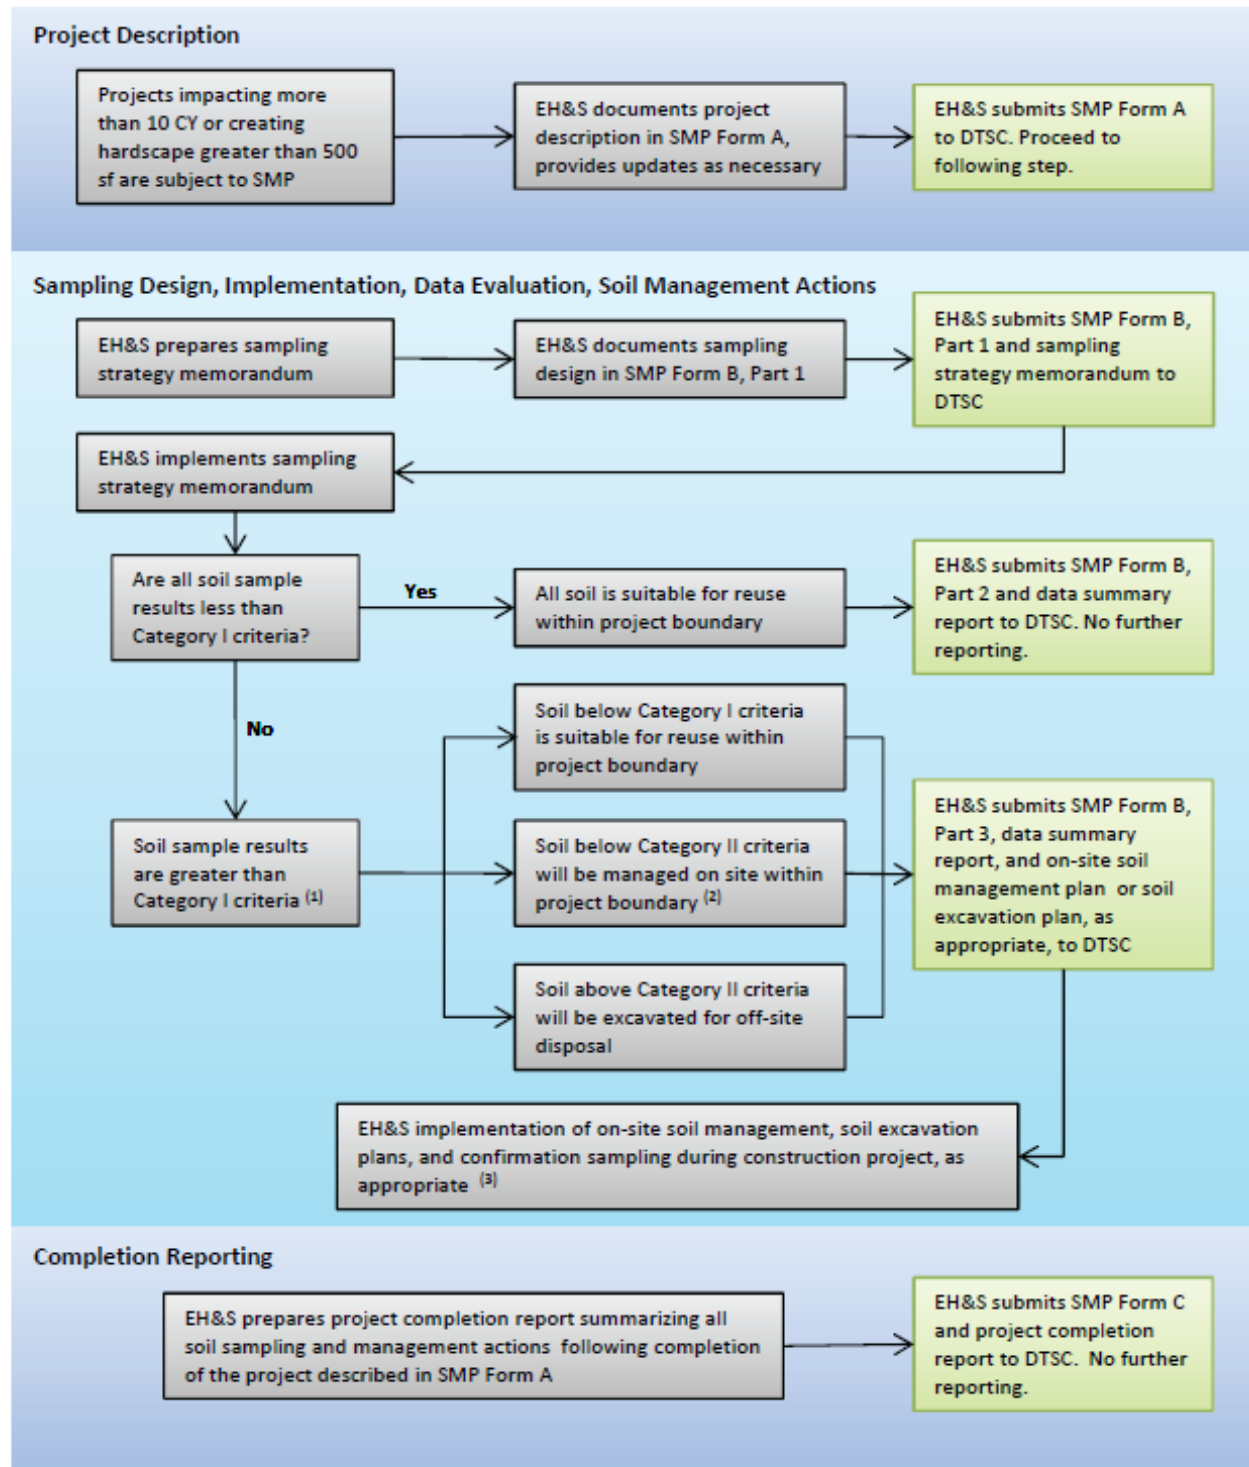 Project Description
Projects impacting more
than 10 CY or creating
hardscape greater than 500
sf are subject to SMP
EH&S documents project
description in SMP Form A,
provides updates as necessary
EH&S submits SMP Form A
to DTSC. Proceed to
following step.
Sampling Design, Implementation, Data Evaluation, Soil Management Actions
EH&S prepares sampling
strategy memorandum
EH&S documents sampling
design in SMP Form B, Part 1
EH&S submits SMP Form B,
Part 1 and sampling
strategy memorandum to
DTSC
EH&S implements sampling
strategy memorandum
Are all soil sample
results less than
Category I criteria?
Yes
All soil is suitable for reuse
within project boundary
EH&S submits SMP Form B,
Part 2 and data summary
report to DTSC. No further
reporting.
No
Soil sample results
are greater than
Category I criteria (1)
Soil below Category I criteria
is suitable for reuse within
project boundary
Soil below Category II criteria
will be managed on site within
project boundary (2)
Soil above Category II criteria
will be excavated for off-site
disposal
EH&S submits SMP Form B,
Part 3, data summary
report, and on-site soil
management plan or soil
excavation plan, as
appropriate, to DTSC
EH&S implementation of on-site soil management, soil excavation
plans, and confirmation sampling during construction project, as
appropriate (3)
Completion Reporting
EH&S prepares project completion report summarizing all
soil sampling and management actions following completion
of the project described in SMP Form A
EH&S submits SMP Form C
and project completion
report to DTSC. No further
reporting.